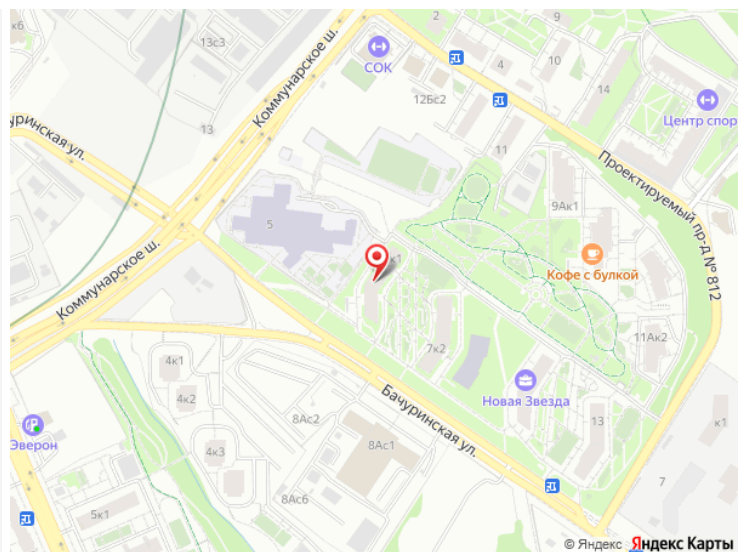 к6
13с3
Коммунарское ш.
СОК
9
10
4
12Бс2
14
Центр спор
13
уринская ул.
11
Проектируемый пр-д № 812
9Ак1
5
Кофе с булкой
к1
Коммунарское ш.
11Ак2
7к2
4к1
Новая Звезда
4к2
Бачуринская ул.
8Ас2
13
к1
Эверон
4к3
8Ас1
7
8Ас6
5к1
© Яндекс Яндекс Карты